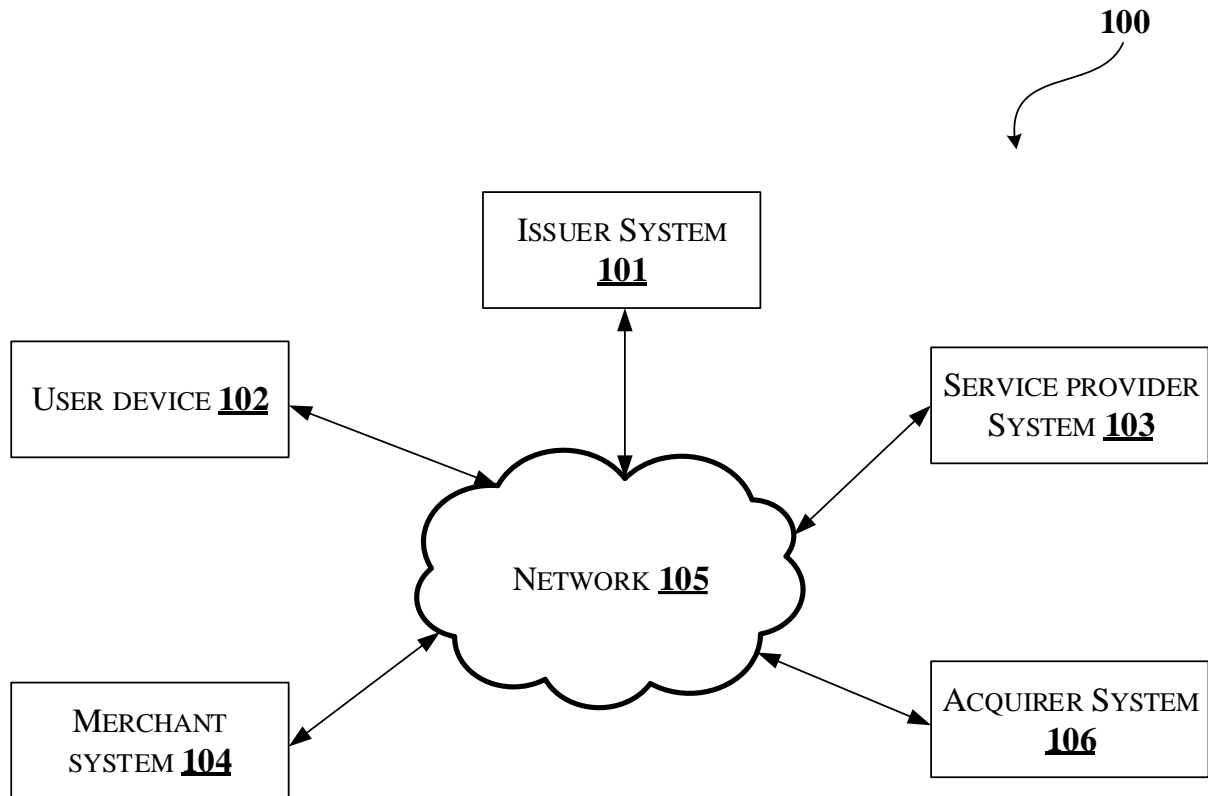 100
ISSUER SYSTEM
101
USER DEVICE 102
SERVICE PROVIDER
SYSTEM 103
NETWORK 105
MERCHANT
SYSTEM 104
ACQUIRER SYSTEM
106